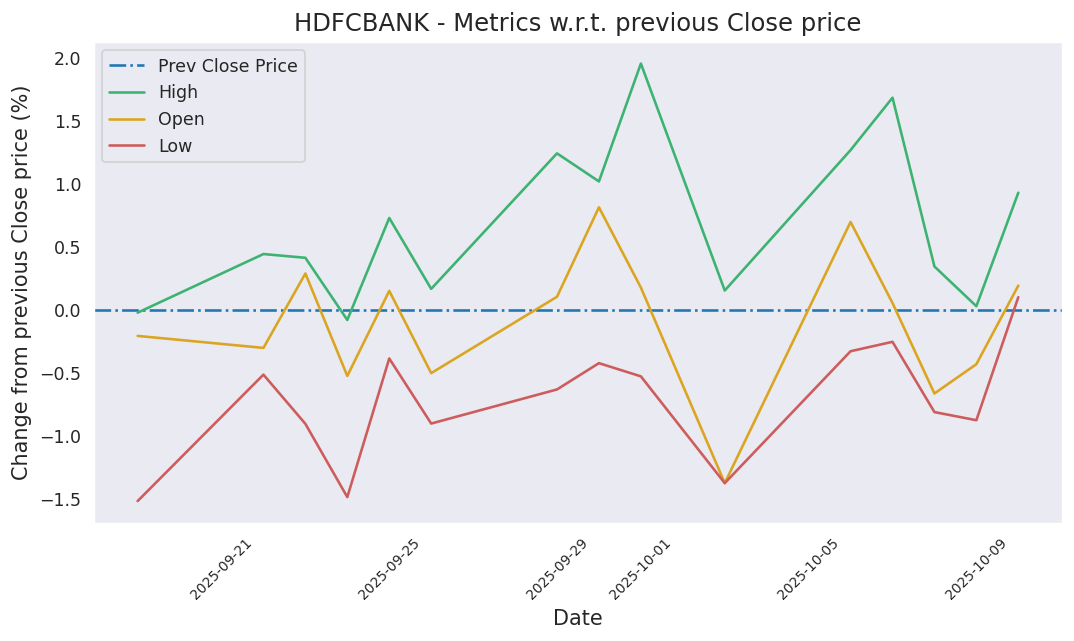 HDFCBANK - Metrics w.r.t. previous Close price
Change from previous Close price (%)
2.0
1.5
1.0
0.5
0.0
−0.5
−1.0
−1.5
Prev Close Price
High
Open
Low
2025-09-21
2025-09-25
2025-09-29
2025-10-01
2025-10-05
2025-10-09
Date